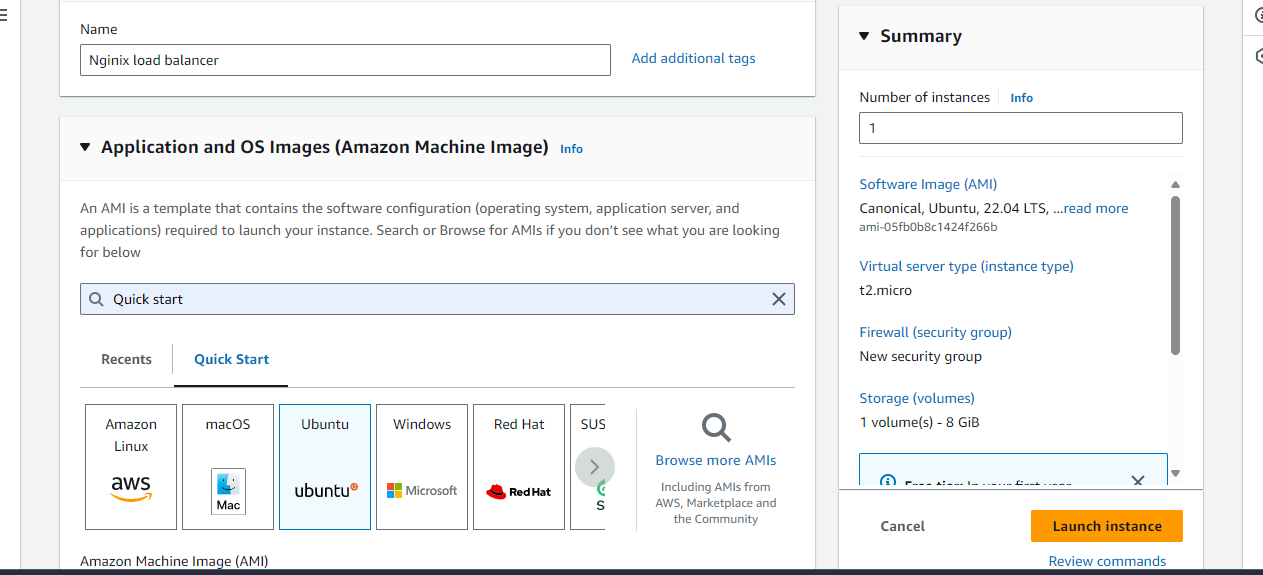 Name
Nginix load balancer
Add additional tags
Application and OS Images (Amazon Machine Image) Info
An AMI is a template that contains the software configuration (operating system, application server, and
applications) required to launch your instance. Search or Browse for AMIs if you don't see what you are looking
for below
Quick start
Recents
Quick Start
Amazon
Linux
aws
macOS
Mac
Ubuntu
ubuntu
Windows
Microsoft
Red Hat
Red Hat
SUS
S
Browse more AMIs
Including AMIs from
AWS, Marketplace and
the Community
Amazon Machine Image (AMI)
Summary
Number of instances Info
1
Software Image (AMI)
Canonical, Ubuntu, 22.04 LTS, ...read more
ami-05fb0b8c1424f266b
Virtual server type (instance type)
t2.micro
Firewall (security group)
New security group
Storage (volumes)
1 volume(s) - 8 GiB
Free tier: In your first year
Cancel
Launch instance
Review commands